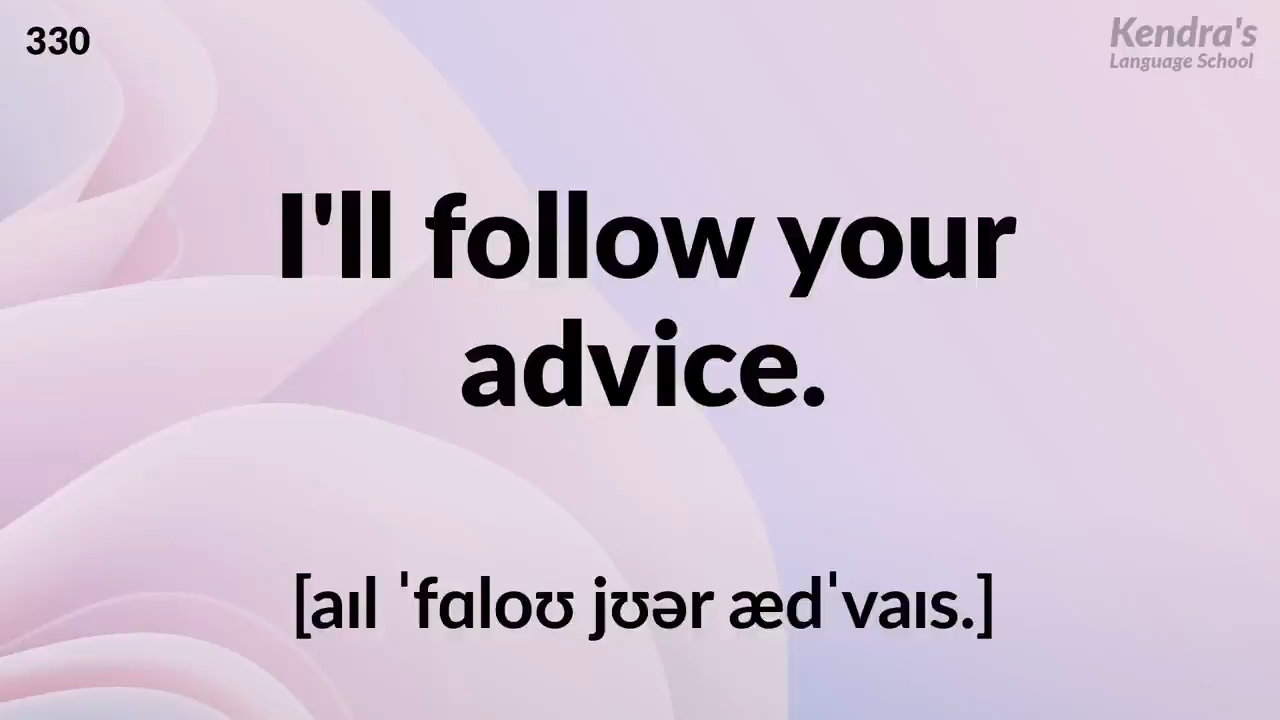 330
Kendra's
Language School
I'll follow your
advice.
[aɪl ˈfɑloʊ jʊər ædˈvaɪs.]